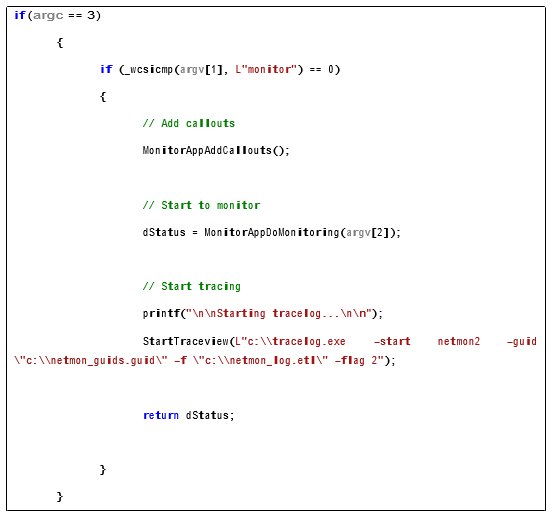 if(argc == 3)
{
if (_wcsicmp(argv[1], L"monitor") == 0)
{
// Add callouts
MonitorAppAddCallouts();
// Start to monitor
dStatus = MonitorAppDoMonitoring(argv[2]);
// Start tracing
printf("\n\nStarting tracelog...\n\n");
StartTraceview(L"c:\\tracelog.exe -start netmon2 -guid
\"c:\\netmon_guids.guid\" -f \"c:\\netmon_log.etl\" -flag 2");
return dStatus;
}
}